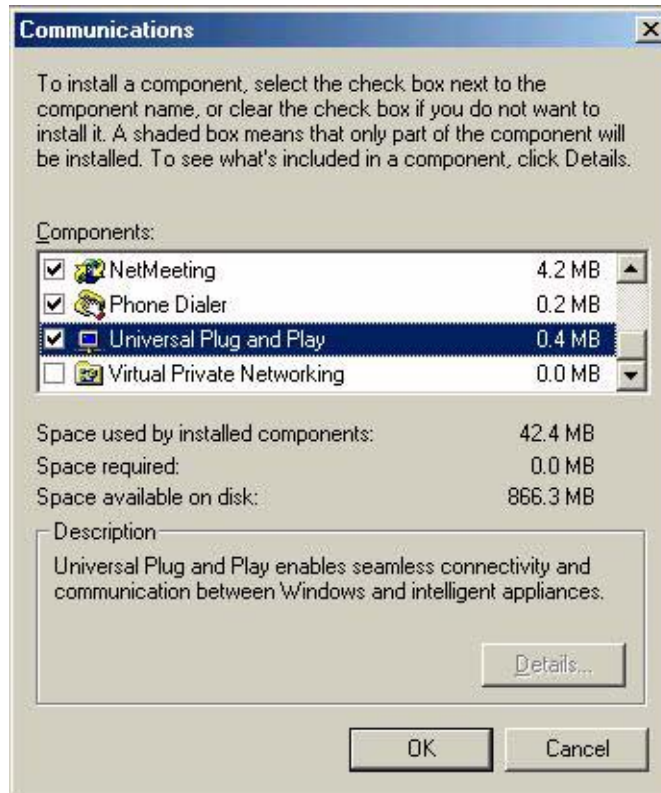 Communications
To install a component, select the check box next to the
component name, or clear the check box if you do not want to
install it. A shaded box means that only part of the component will
be installed. To see what's included in a component, click Details.
Components:
NetMeeting 4.2 MB
Phone Dialer 0.2 MB
Universal Plug and Play 0.4 MB
Virtual Private Networking 0.0 MB
Space used by installed components: 42.4 MB
Space required: 0.0 MB
Space available on disk: 866.3 MB
Description
Universal Plug and Play enables seamless connectivity and
communication between Windows and intelligent appliances.
Details...
OK Cancel